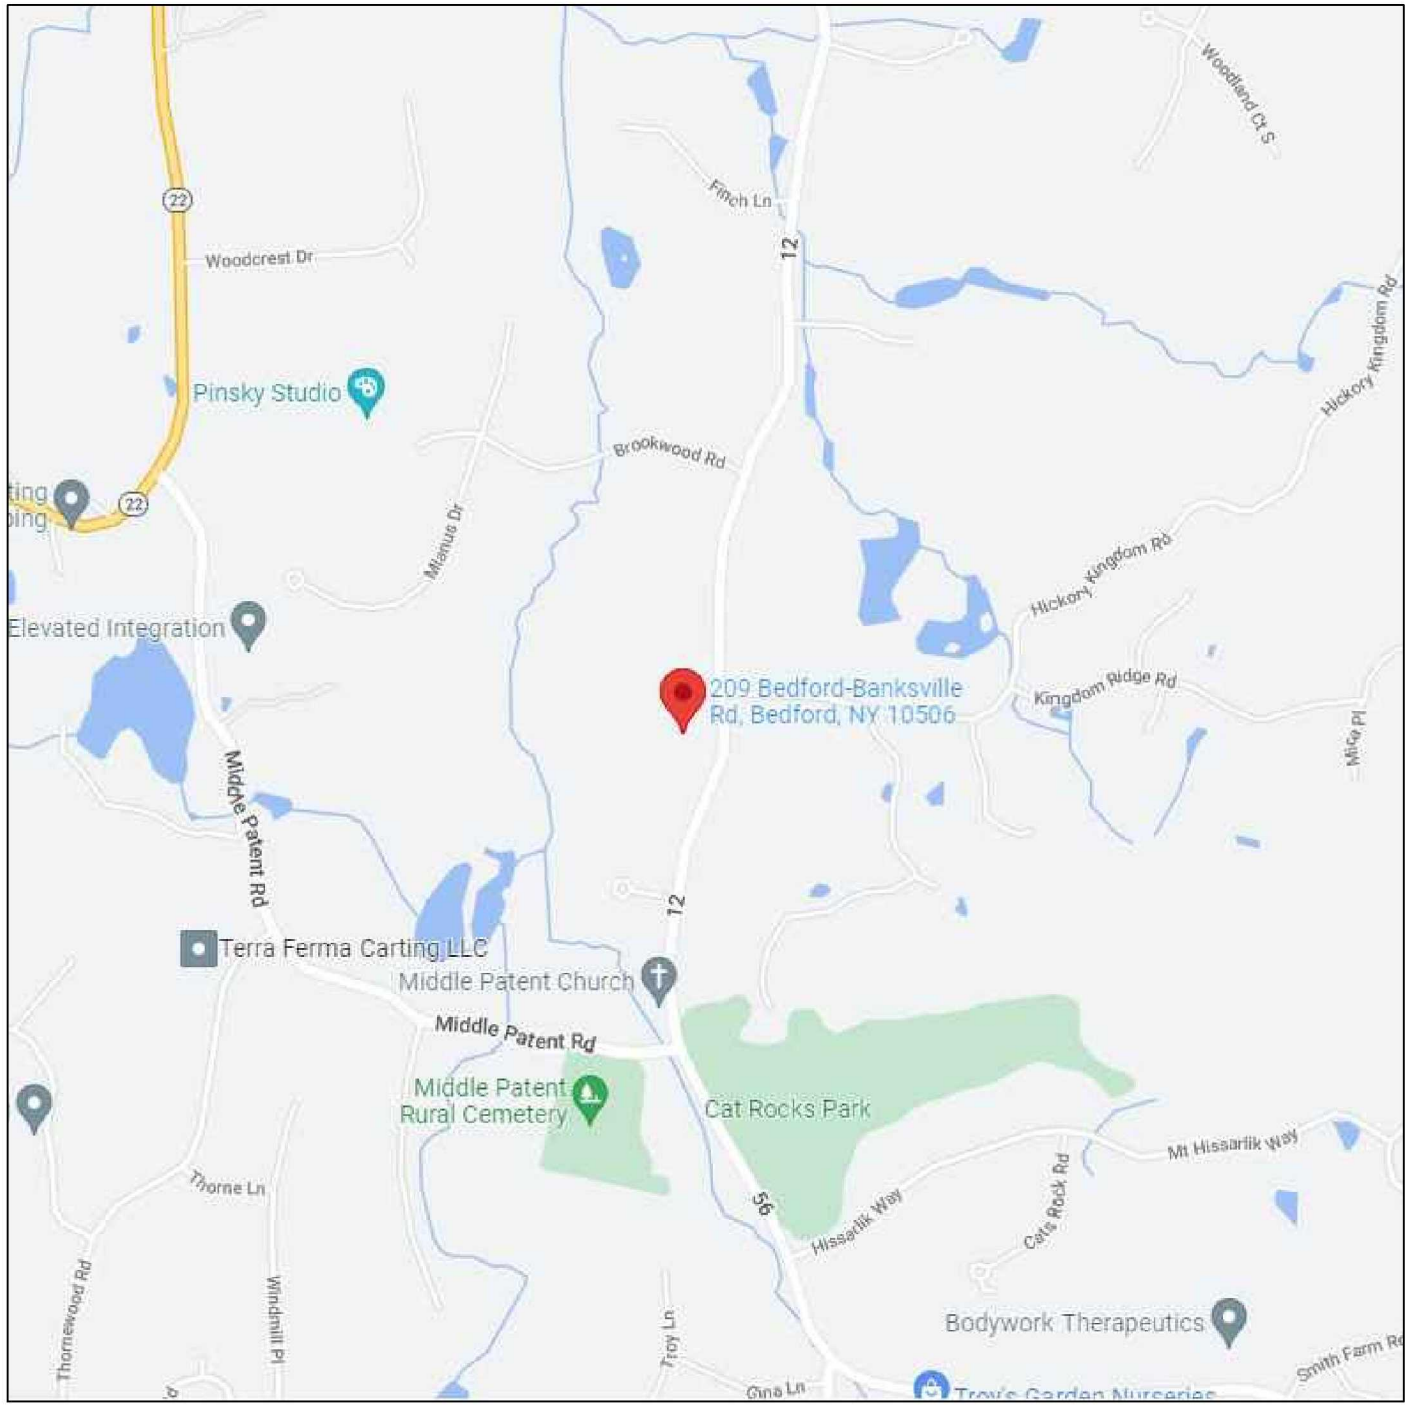 Woodland Ct S
22
Finch Ln
12
Woodcrest Dr
Hickory Kingdom Rd
Pinsky Studio
Brookwood Rd
22
Mianus Dr
Hickory Kingdom Rd
Elevated Integration
209 Bedford-Banksville
Rd, Bedford, NY 10506
Kingdom Ridge Rd
Mica Pl
Middle Patent Rd
12
Terra Ferma Carting LLC
Middle Patent Church
Middle Patent Rd
Middle Patent
Rural Cemetery
Cat Rocks Park
Mt Hissarlik Way
Thorne Ln
56
Hissarlik Way
Cats Rock Rd
Thornewood Rd
Windmill Pl
Troy Ln
Bodywork Therapeutics
Smith Farm
Gina Ln
Troy's Garden Nurseries